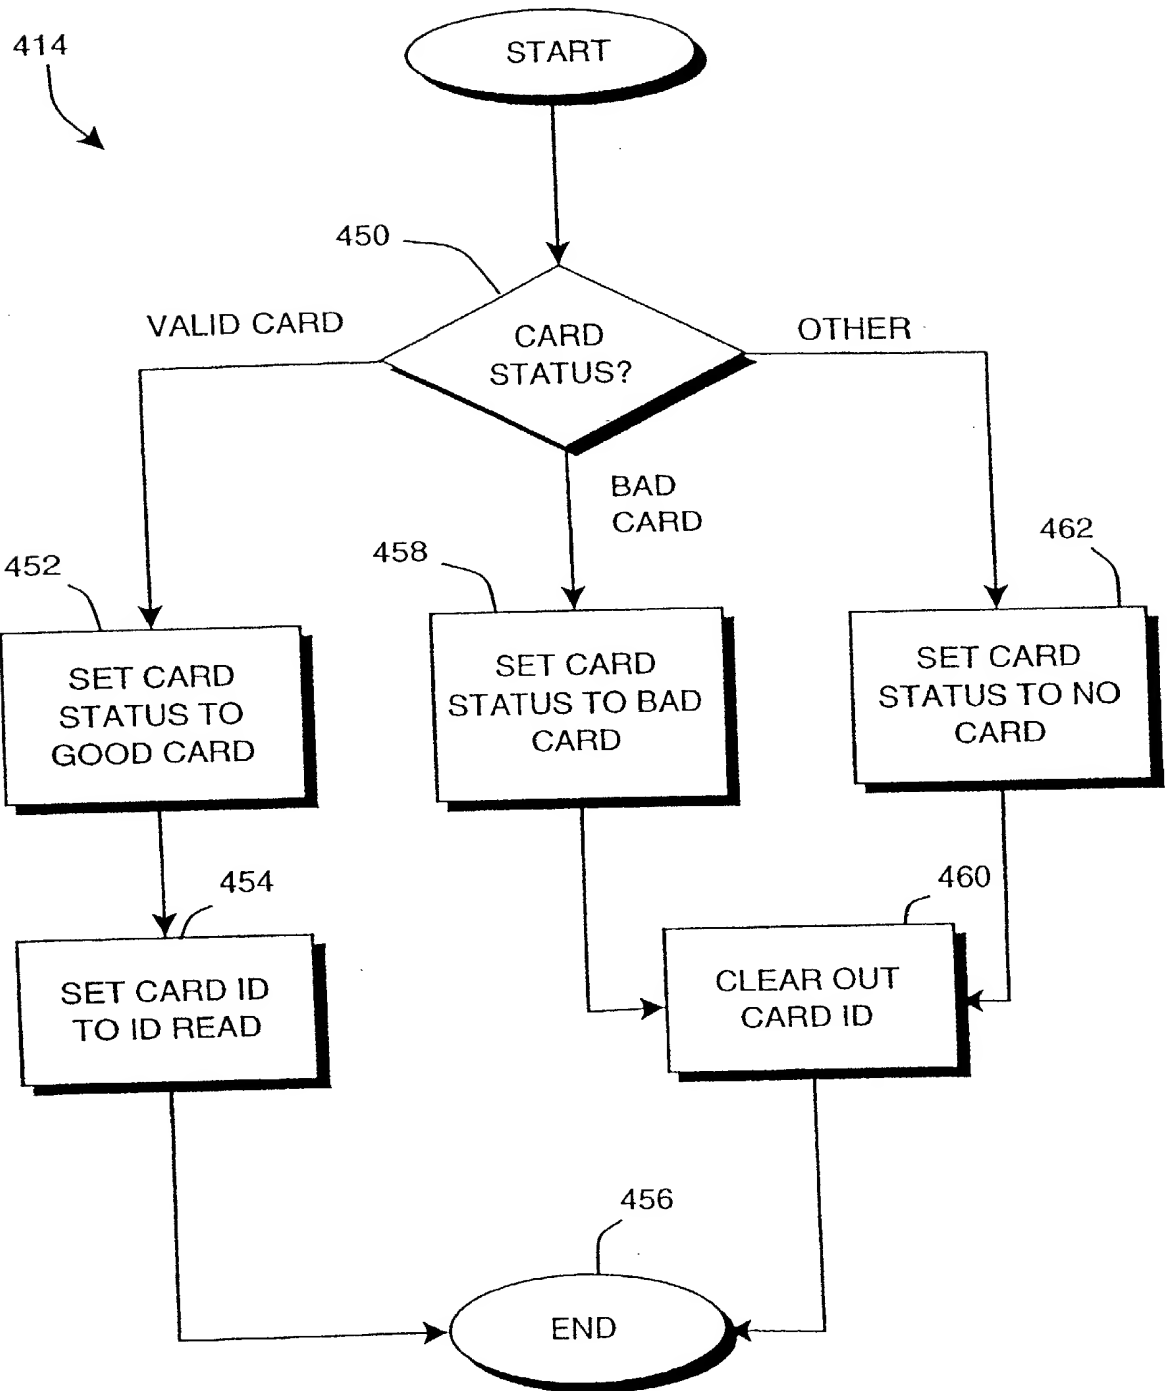 414
START
450
VALID CARD
CARD
STATUS?
OTHER
BAD
CARD
452
458
462
SET CARD
STATUS TO
GOOD CARD
SET CARD
STATUS TO BAD
CARD
SET CARD
STATUS TO NO
CARD
454
460
SET CARD ID
TO ID READ
CLEAR OUT
CARD ID
456
END